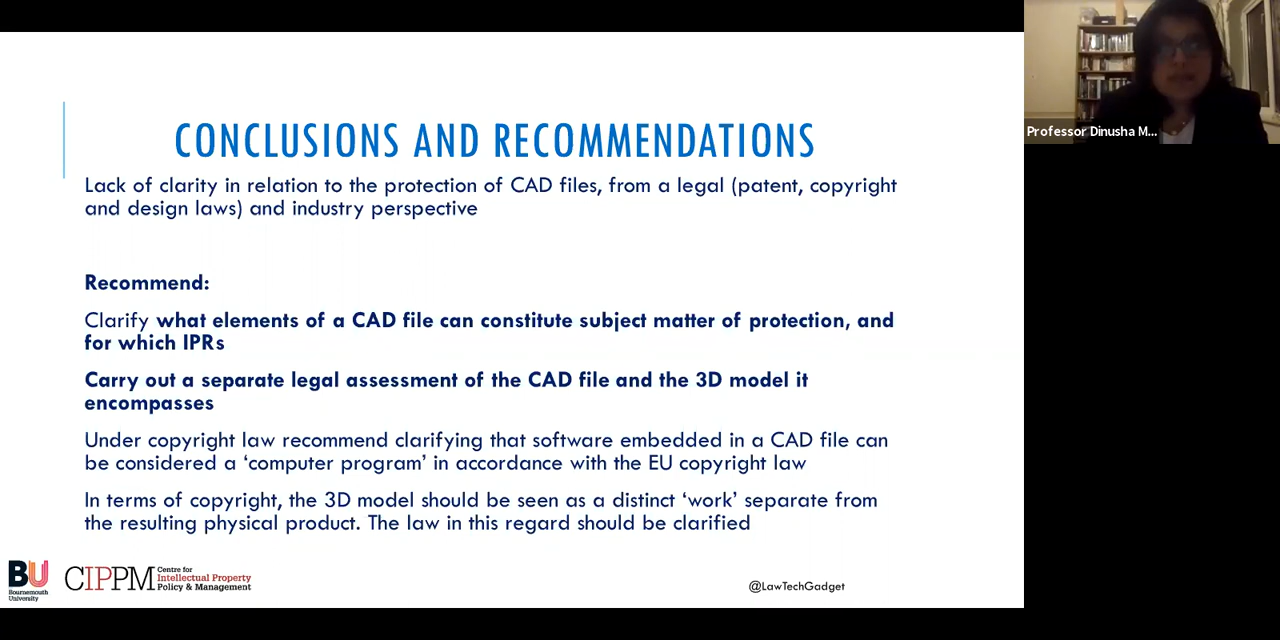 CONCLUSIONS AND RECOMMENDATIONS
Lack of clarity in relation to the protection of CAD files, from a legal (patent, copyright
and design laws) and industry perspective
Recommend:
Clarify what elements of a CAD file can constitute subject matter of protection, and
for which IPRs
Carry out a separate legal assessment of the CAD file and the 3D model it
encompasses
Under copyright law recommend clarifying that software embedded in a CAD file can
be considered a ‘computer program’ in accordance with the EU copyright law
In terms of copyright, the 3D model should be seen as a distinct ‘work’ separate from
the resulting physical product. The law in this regard should be clarified
BU
Bournemouth
University
CIPPM
Centre for
Intellectual Property
Policy & Management
@LawTechGadget
Professor Dinusha M...